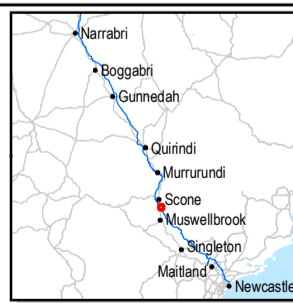 Narrabri
Boggabri
Gunnedah
Quirindi
Murrurundi
Scone
Muswellbrook
Singleton
Maitland
Newcastle